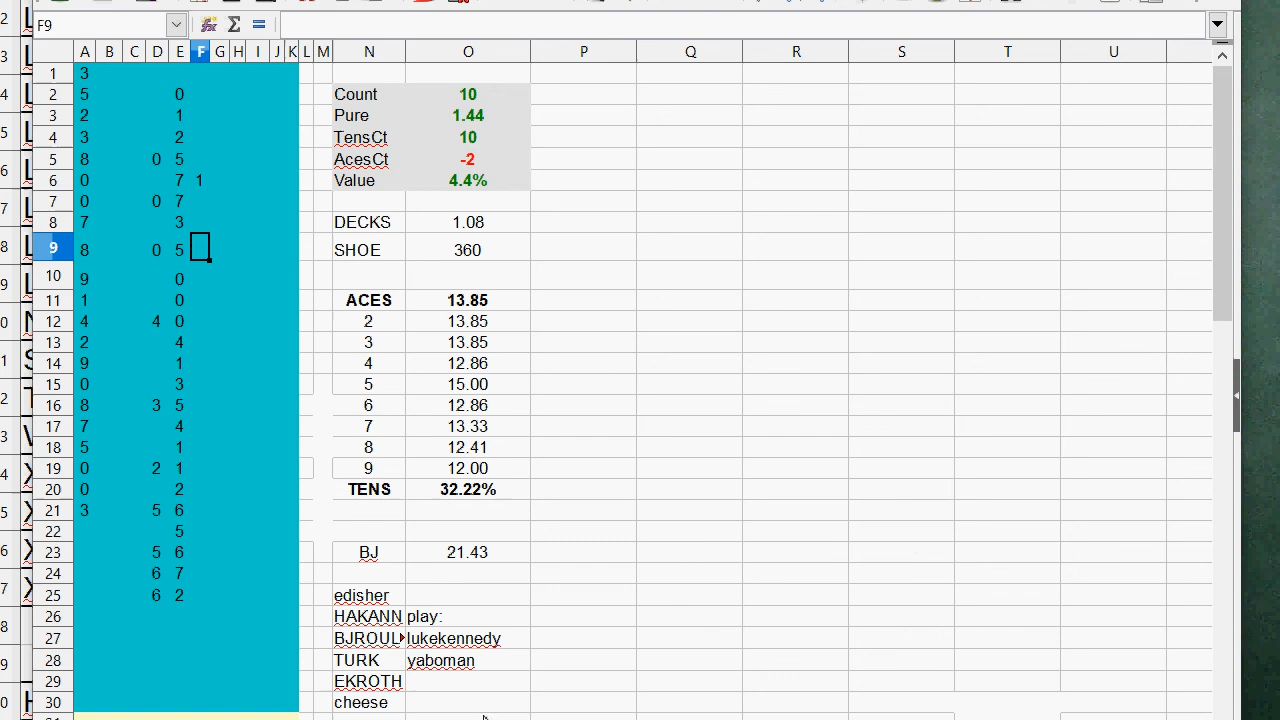 F9
A B C D E F G H I J K L M N O P Q R S T U
1 3
2 5 0 Count 10
3 2 1 Pure 1.44
4 3 2 TensCt 10
5 8 0 5 AcesCt -2
6 0 7 1 Value 4.4%
7 0 0 7
8 7 3 DECKS 1.08
9 8 0 5 SHOE 360
10 9 0
11 1 0 ACES 13.85
12 4 4 0 2 13.85
13 2 4 3 13.85
14 9 1 4 12.86
15 0 3 5 15.00
16 8 3 5 6 12.86
17 7 4 7 13.33
18 5 1 8 12.41
19 0 2 1 9 12.00
20 0 2 TENS 32.22%
21 3 5 6
22 5
23 5 6 BJ 21.43
24 6 7
25 6 2 edisher
26 HAKANN play:
27 BJROUL lukekennedy
28 TURK yaboman
29 EKROTH
30 cheese